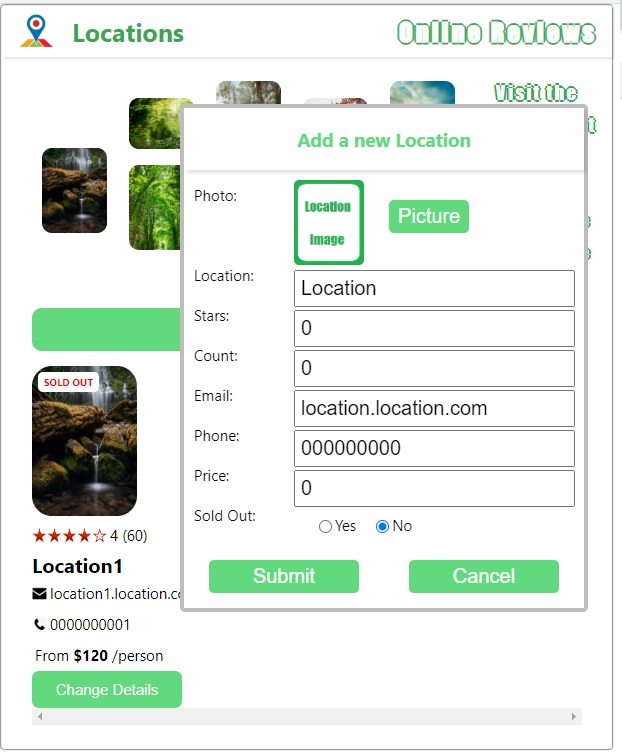 Locations
Online Reviews
Visit the
Add a new Location
Photo:
Location
Image
Picture
Location:
Location
Stars:
0
Count:
0
Email:
location.location.com
Phone:
000000000
Price:
0
Sold Out:
Yes
No
Submit
Cancel
SOLD OUT
4 (60)
Location1
location1.location.co
0000000001
From $120 /person
Change Details